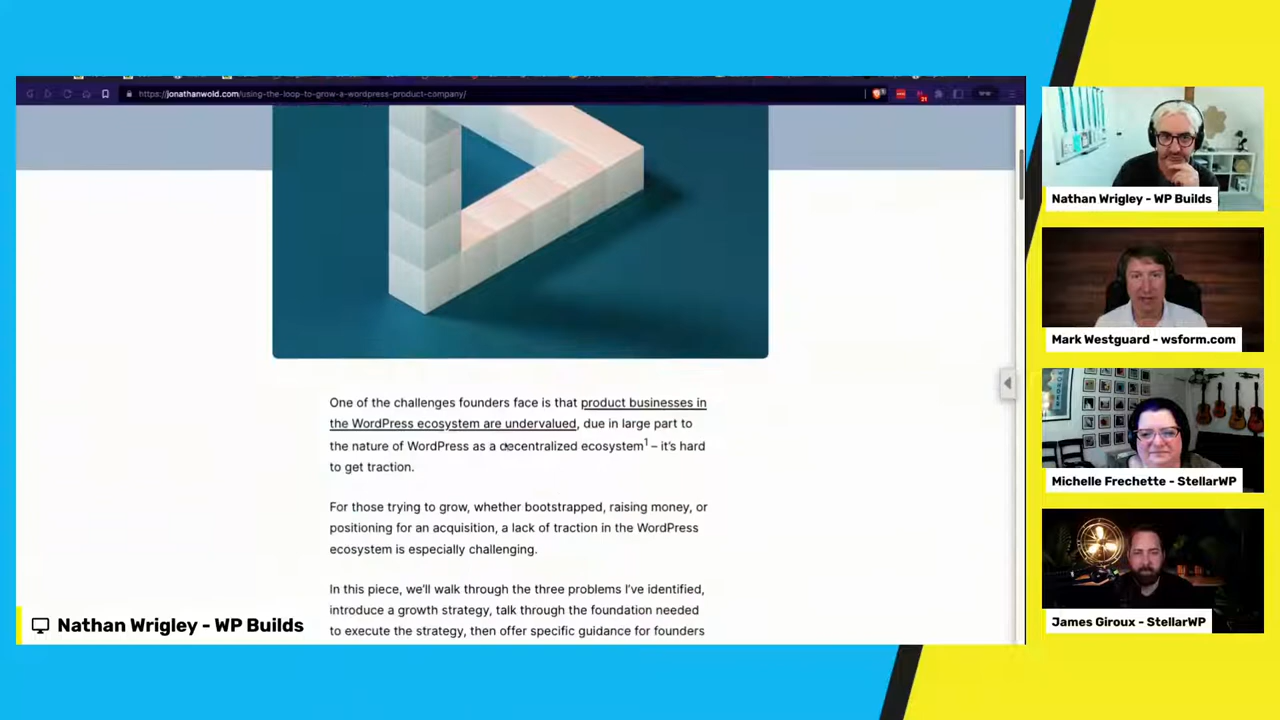 https://jonathanwold.com/using-the-loop-to-grow-a-wordpress-product-company/
One of the challenges founders face is that product businesses in
the WordPress ecosystem are undervalued, due in large part to
the nature of WordPress as a decentralized ecosystem1 – it’s hard
to get traction.
For those trying to grow, whether bootstrapped, raising money, or
positioning for an acquisition, a lack of traction in the WordPress
ecosystem is especially challenging.
In this piece, we’ll walk through the three problems I’ve identified,
introduce a growth strategy, talk through the foundation needed
to execute the strategy, then offer specific guidance for founders
Nathan Wrigley - WP Builds
Nathan Wrigley - WP Builds
Mark Westguard - wsform.com
Michelle Frechette - StellarWP
James Giroux - StellarWP